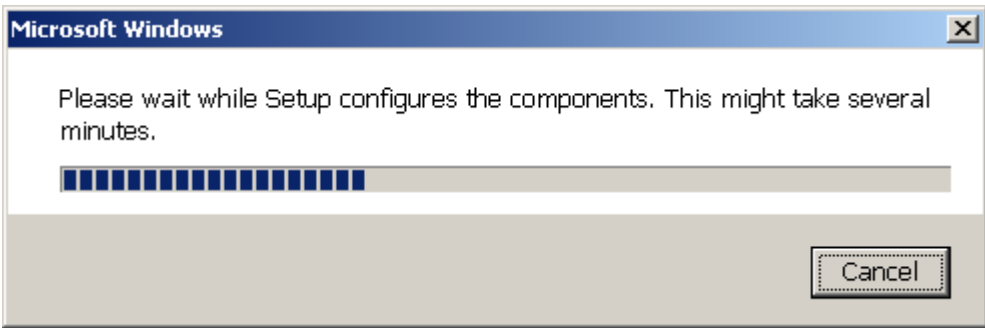 Microsoft Windows
Please wait while Setup configures the components. This might take several
minutes.
Cancel